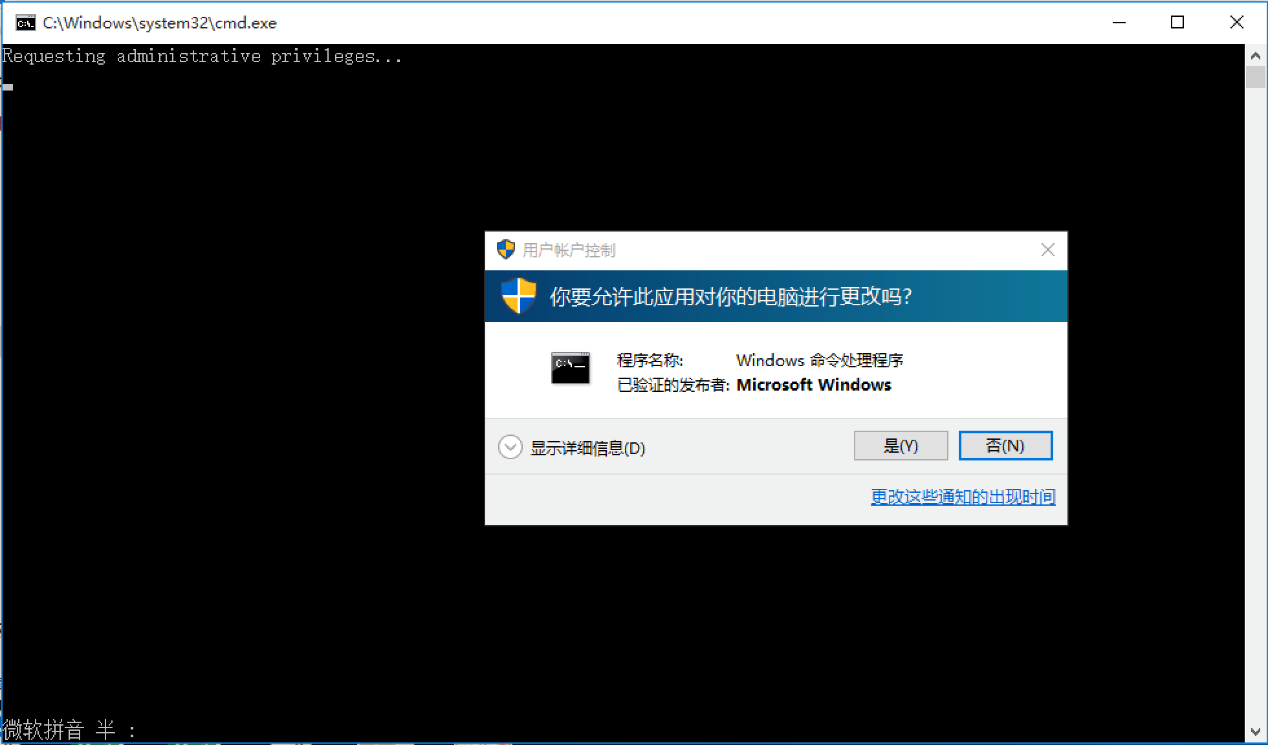 C:\Windows\system32\cmd.exe
Requesting administrative privileges...
用户帐户控制
你要允许此应用对你的电脑进行更改吗?
程序名称: Windows 命令处理程序
已验证的发布者: Microsoft Windows
显示详细信息(D) 是(Y) 否(N)
更改这些通知的出现时间
微软拼音 半 :